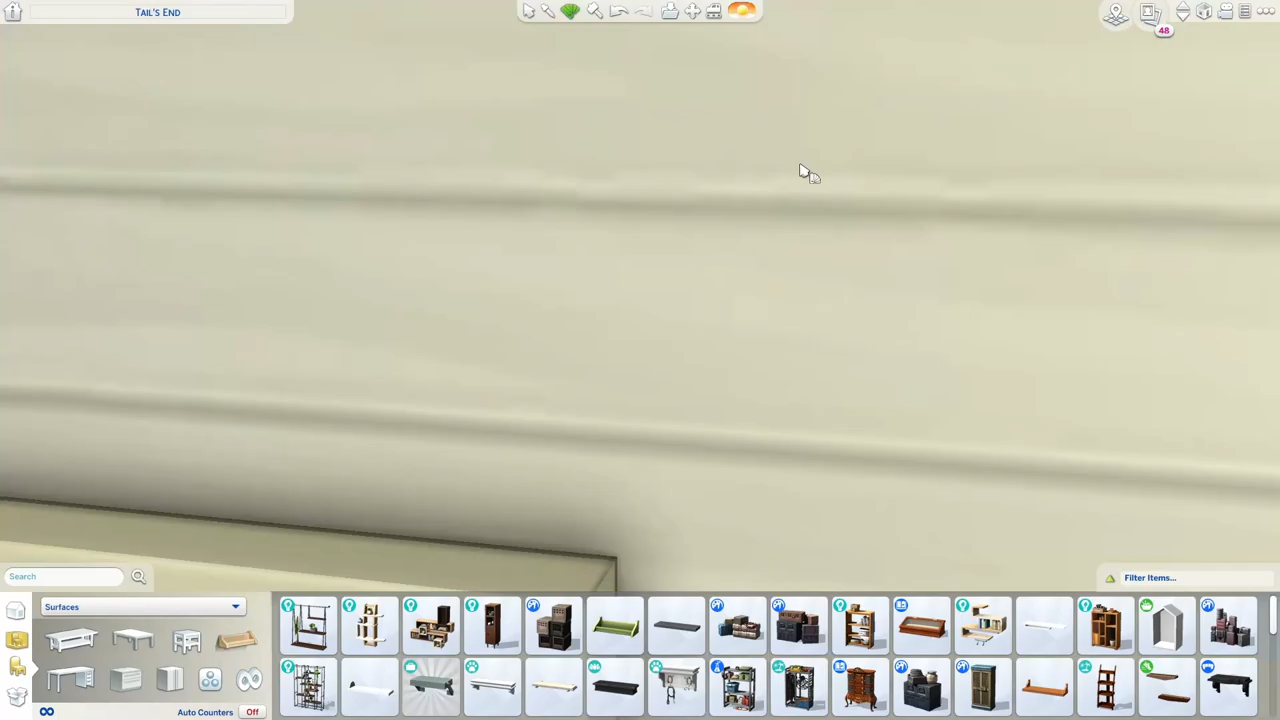 TAIL'S END
48
Search
Filter Items...
Surfaces
Auto Counters Off